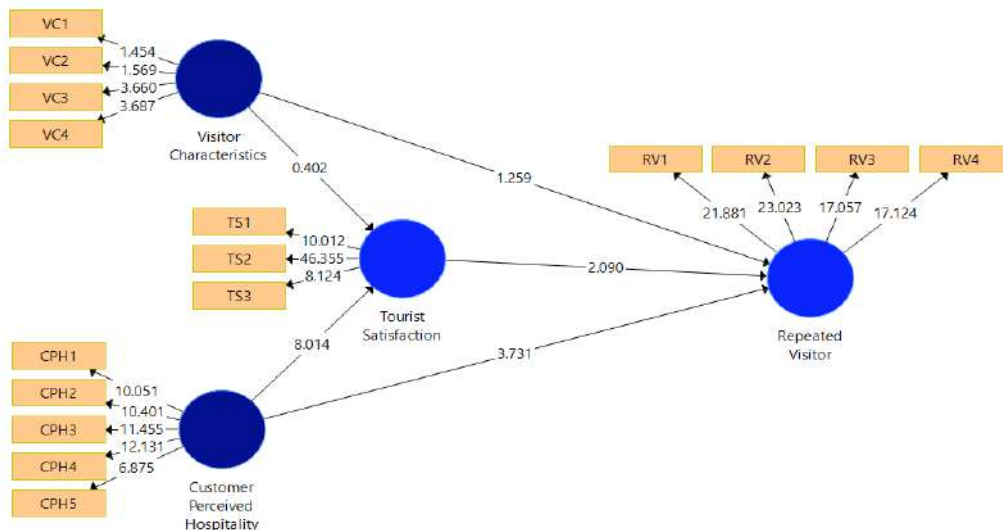 VC1
VC2
VC3
VC4
1.454
1.569
3.660
3.687
Visitor
Characteristics
0.402
1.259
RV1
RV2
RV3
RV4
21.881
23.023
17.057
17.124
TS1
TS2
TS3
10.012
46.355
8.124
Tourist
Satisfaction
2.090
Repeated
Visitor
8.014
3.731
CPH1
CPH2
CPH3
CPH4
CPH5
10.051
10.401
11.455
12.131
6.875
Customer
Perceived
Hospitality